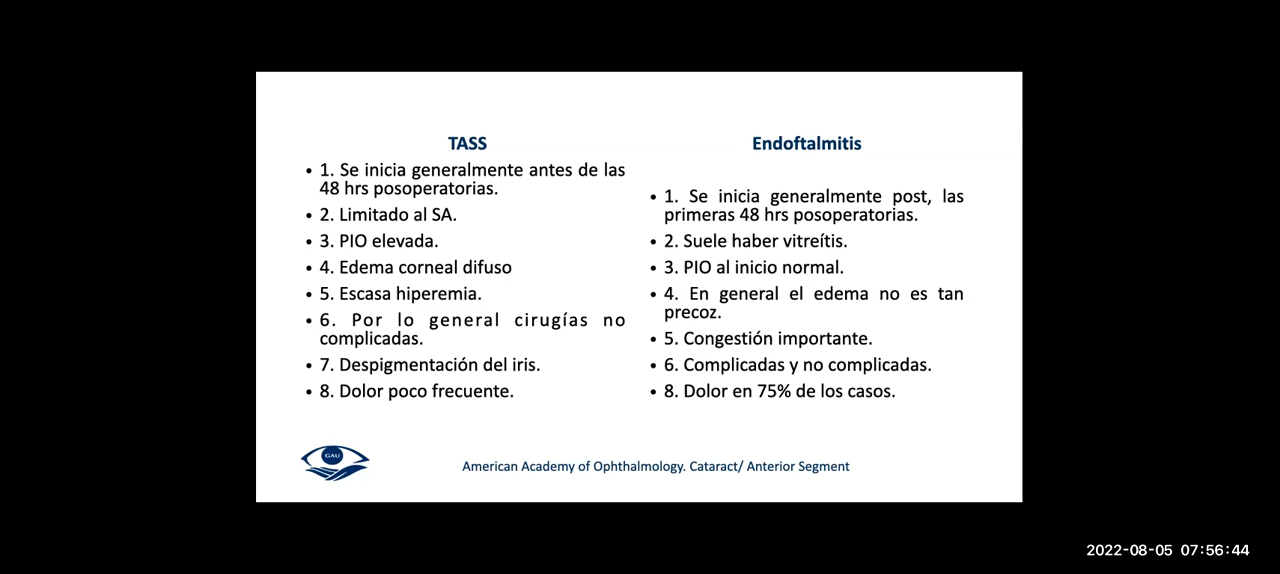 TASS
• 1. Se inicia generalmente antes de las
48 hrs posoperatorias.
• 2. Limitado al SA.
• 3. PIO elevada.
• 4. Edema corneal difuso
• 5. Escasa hiperemia.
• 6. Por lo general cirugías no
complicadas.
• 7. Despigmentación del iris.
• 8. Dolor poco frecuente.
Endoftalmitis
• 1. Se inicia generalmente post, las
primeras 48 hrs posoperatorias.
• 2. Suele haber vitreítis.
• 3. PIO al inicio normal.
• 4. En general el edema no es tan
precoz.
• 5. Congestión importante.
• 6. Complicadas y no complicadas.
• 8. Dolor en 75% de los casos.
GAU
American Academy of Ophthalmology. Cataract/ Anterior Segment
2022-08-05 07:56:44